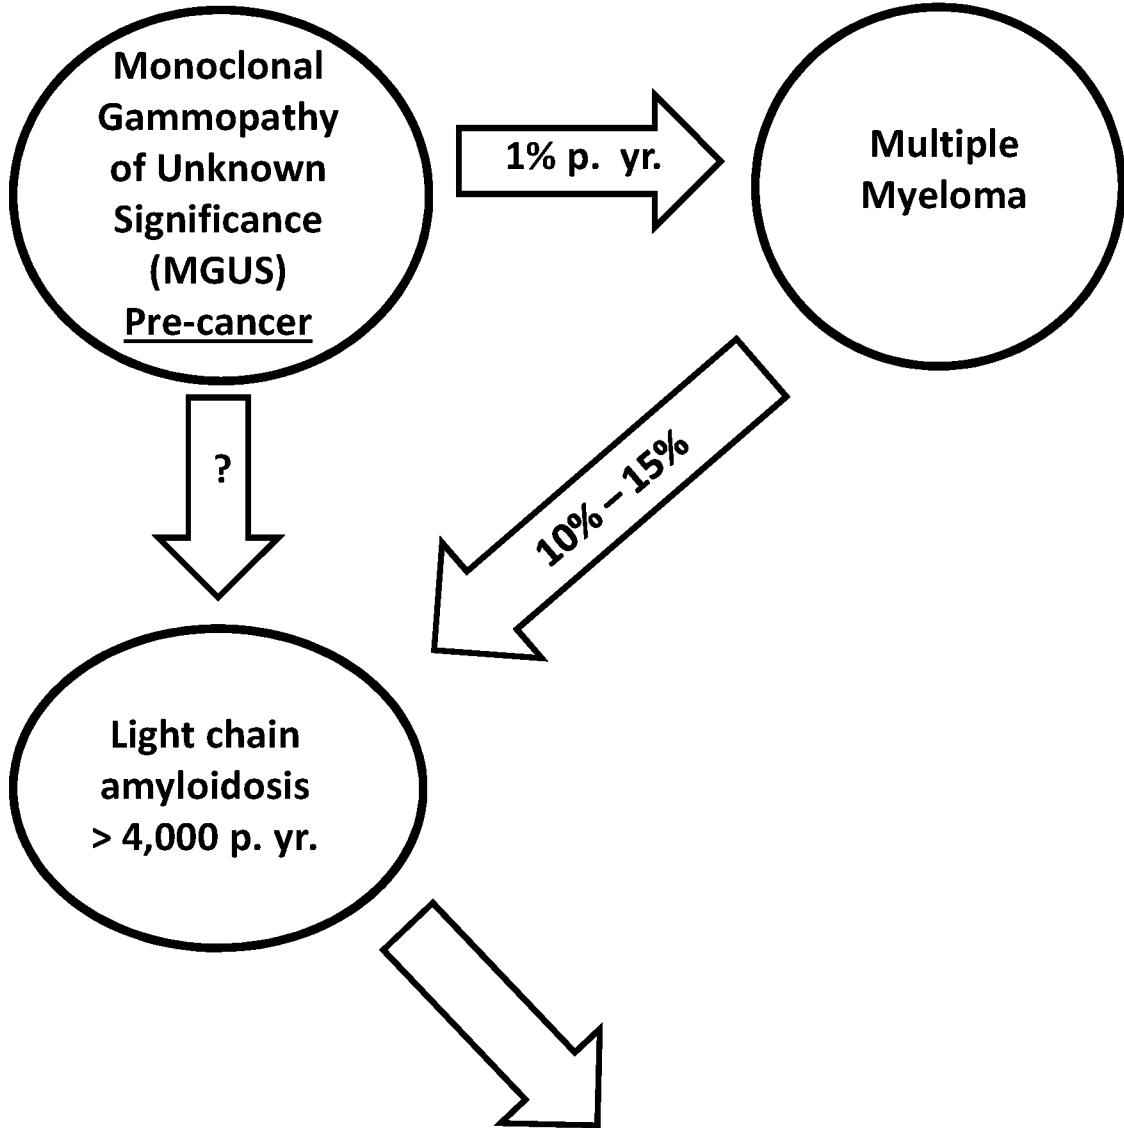 Monoclonal
Gammopathy
of Unknown
Significance
(MGUS)
Pre-cancer
1% p. yr.
Multiple
Myeloma
?
10% – 15%
Light chain
amyloidosis
> 4,000 p. yr.